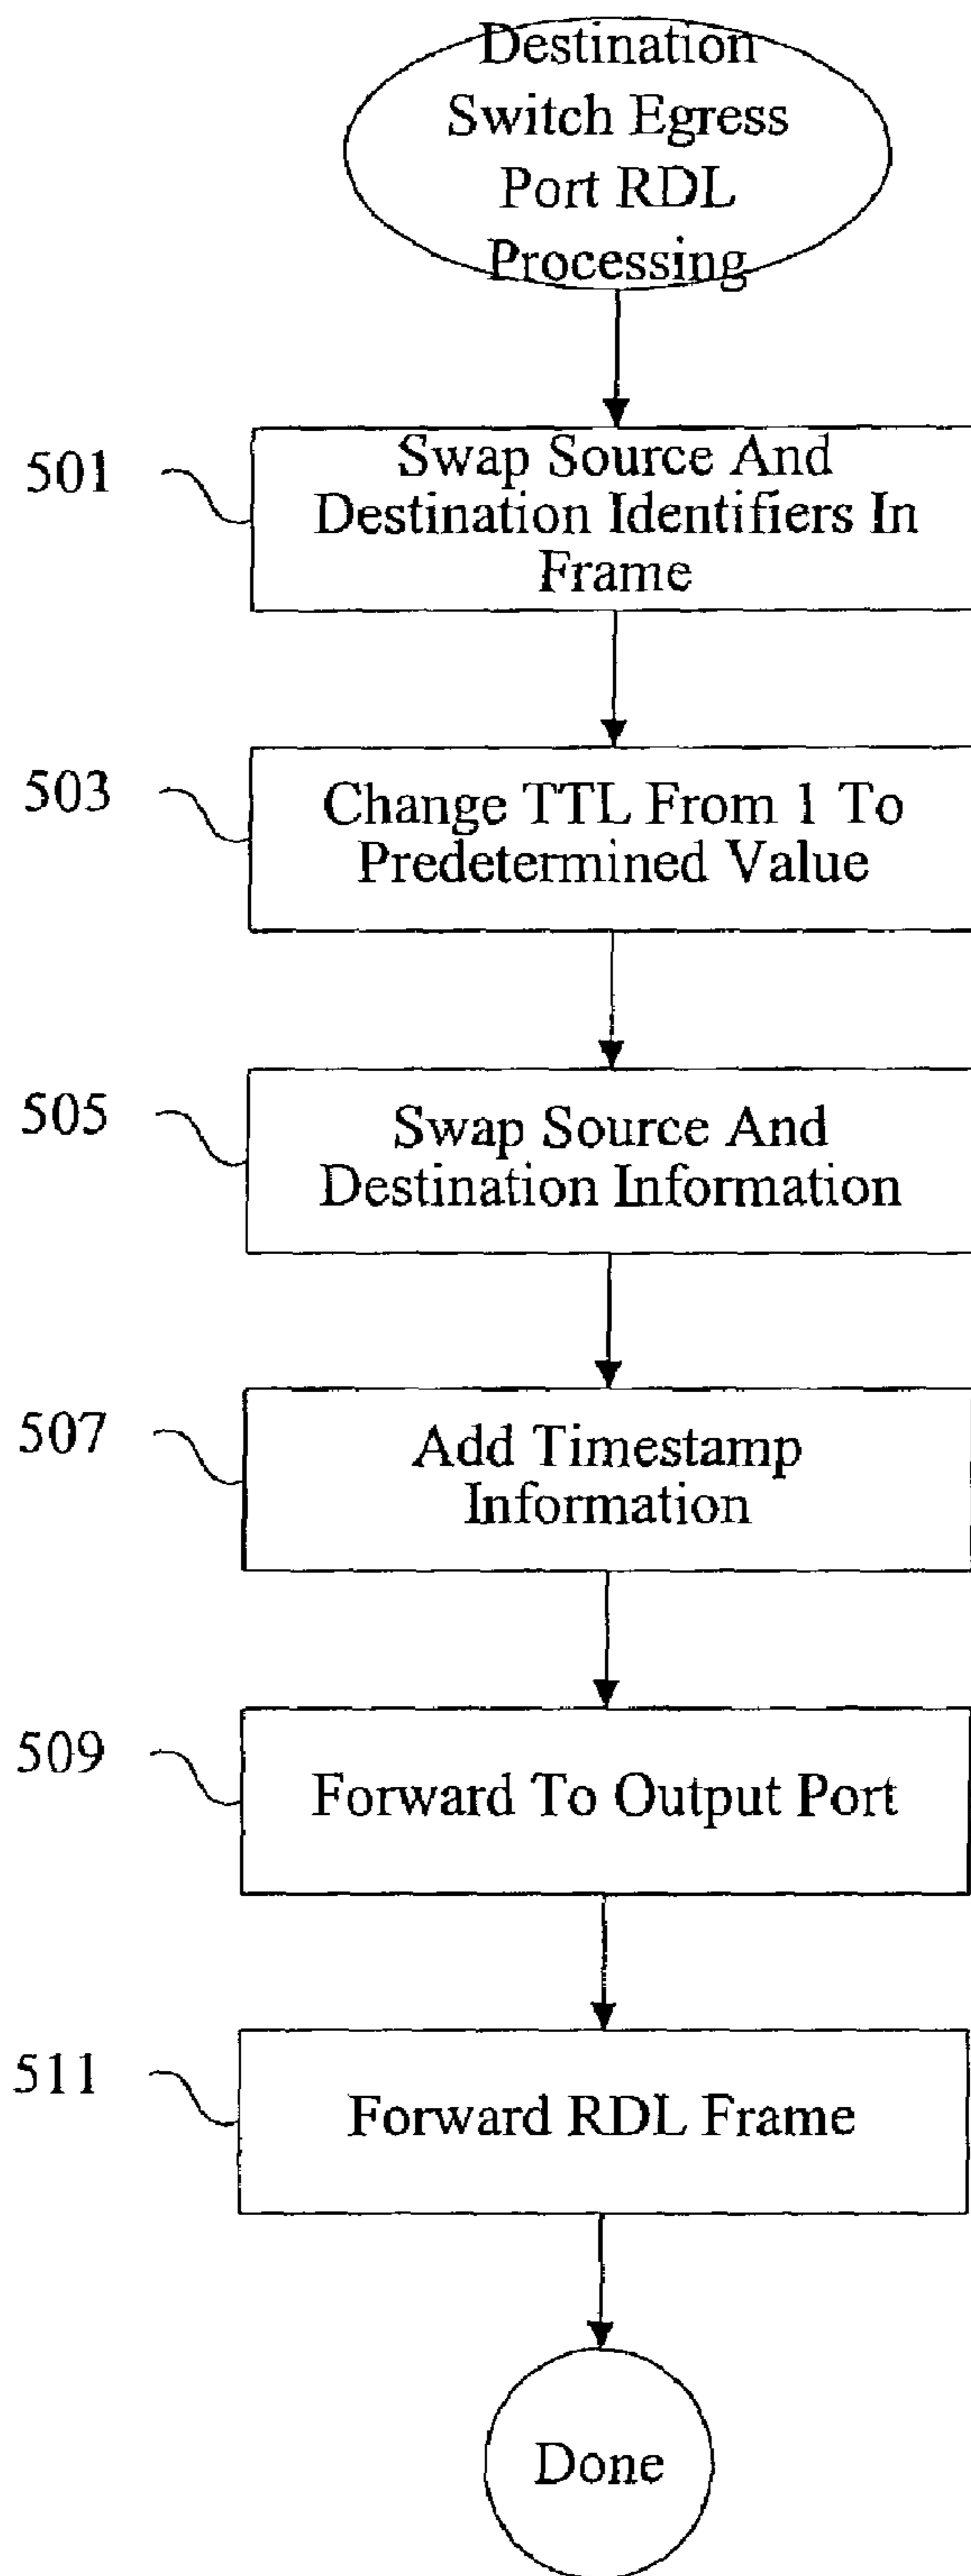 Destination
Switch Egress
Port RDL
Processing
501
Swap Source And
Destination Identifiers In
Frame
503
Change TTL From 1 To
Predetermined Value
505
Swap Source And
Destination Information
507
Add Timestamp
Information
509
Forward To Output Port
511
Forward RDL Frame
Done